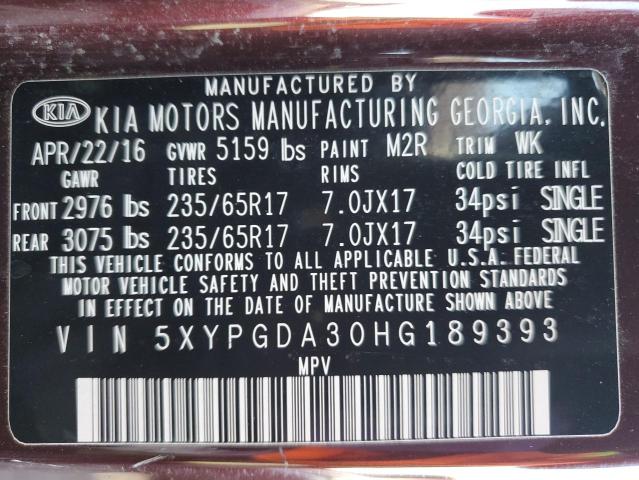 MANUFACTURED BY
KIA KIA MOTORS MANUFACTURING GEORGIA, INC.
APR/22/16 GVWR 5159 lbs PAINT M2R TRIM WK
GAWR TIRES RIMS COLD TIRE INFL
FRONT 2976 lbs 235/65R17 7.0JX17 34psi SINGLE
REAR 3075 lbs 235/65R17 7.0JX17 34psi SINGLE
THIS VEHICLE CONFORMS TO ALL APPLICABLE U.S.A. FEDERAL
MOTOR VEHICLE SAFETY AND THEFT PREVENTION STANDARDS
IN EFFECT ON THE DATE OF MANUFACTURE SHOWN ABOVE
VIN 5XYPGDA30HG189393
MPV